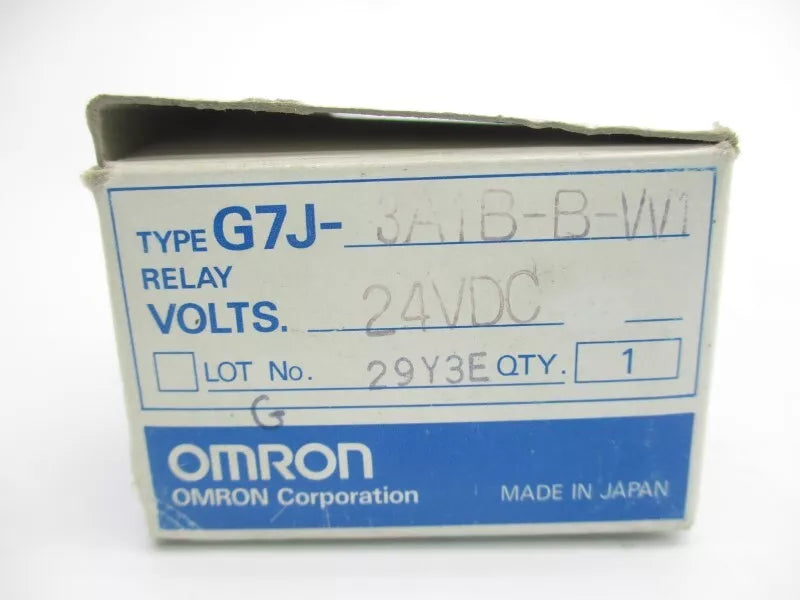 TYPE G7J- 3A1B-B-W1
RELAY
VOLTS. 24VDC
LOT No. 29Y3E QTY. 1
G
OMRON
OMRON Corporation
MADE IN JAPAN